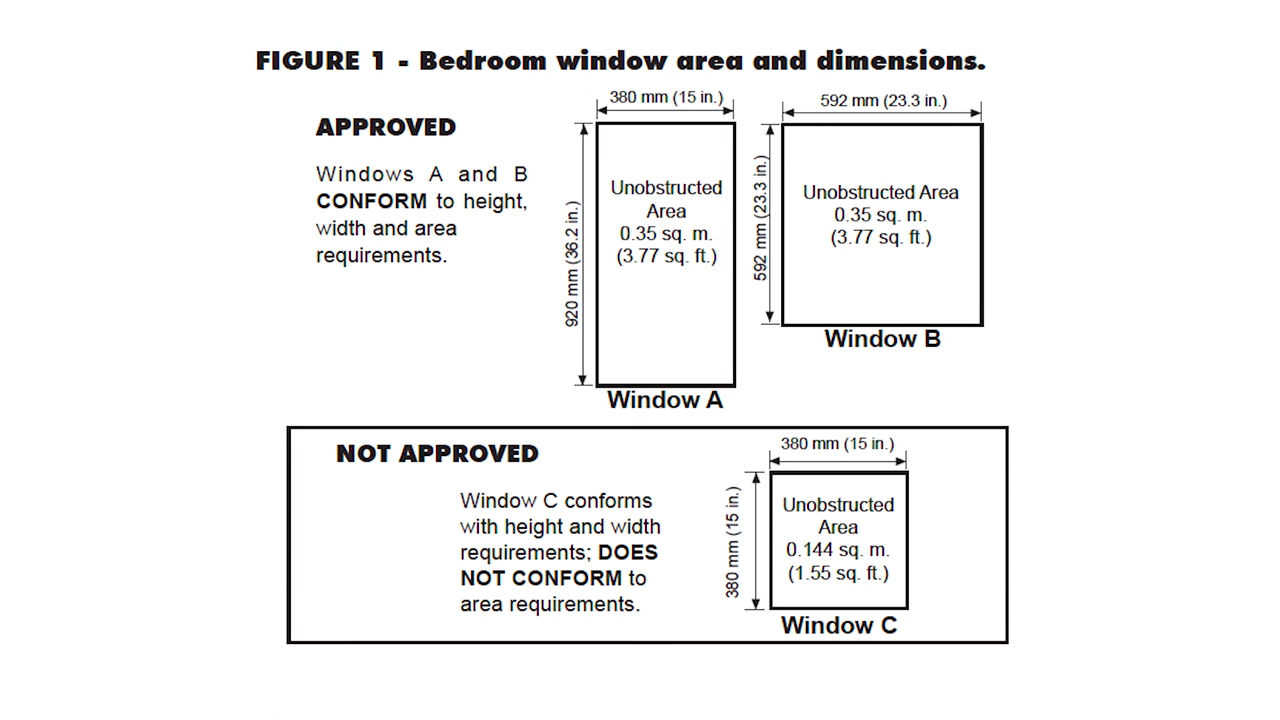 FIGURE 1 - Bedroom window area and dimensions.
APPROVED
Windows A and B
CONFORM to height,
width and area
requirements.
380 mm (15 in.)
920 mm (36.2 in.)
Unobstructed
Area
0.35 sq. m.
(3.77 sq. ft.)
Window A
592 mm (23.3 in.)
592 mm (23.3 in.)
Unobstructed Area
0.35 sq. m.
(3.77 sq. ft.)
Window B
NOT APPROVED
Window C conforms
with height and width
requirements; DOES
NOT CONFORM to
area requirements.
380 mm (15 in.)
380 mm (15 in.)
Unobstructed
Area
0.144 sq. m.
(1.55 sq. ft.)
Window C